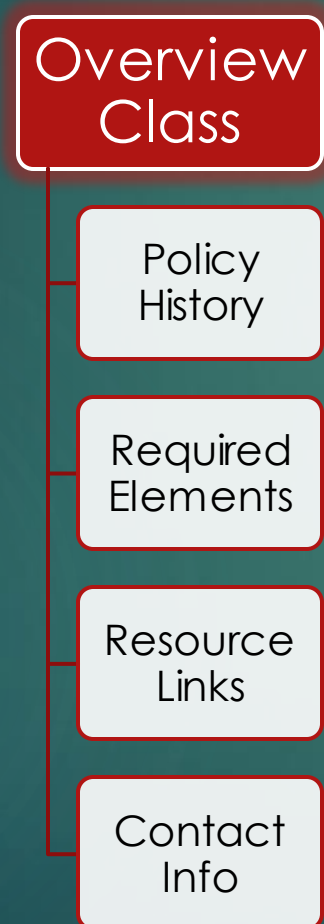 Overview
Class
Policy
History
Required
Elements
Resource
Links
Contact
Info